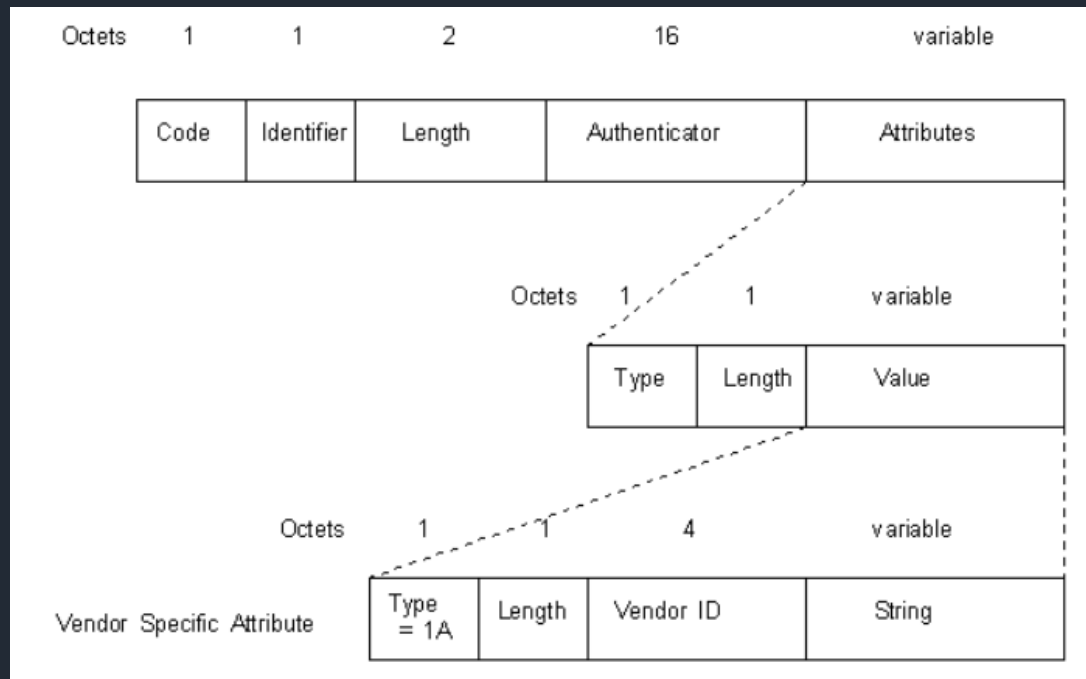 Octets 1 1 2 16 variable
Code Identifier Length Authenticator Attributes
Octets 1 1 variable
Type Length Value
Octets 1 1 4 variable
Vendor Specific Attribute Type = 1A Length Vendor ID String